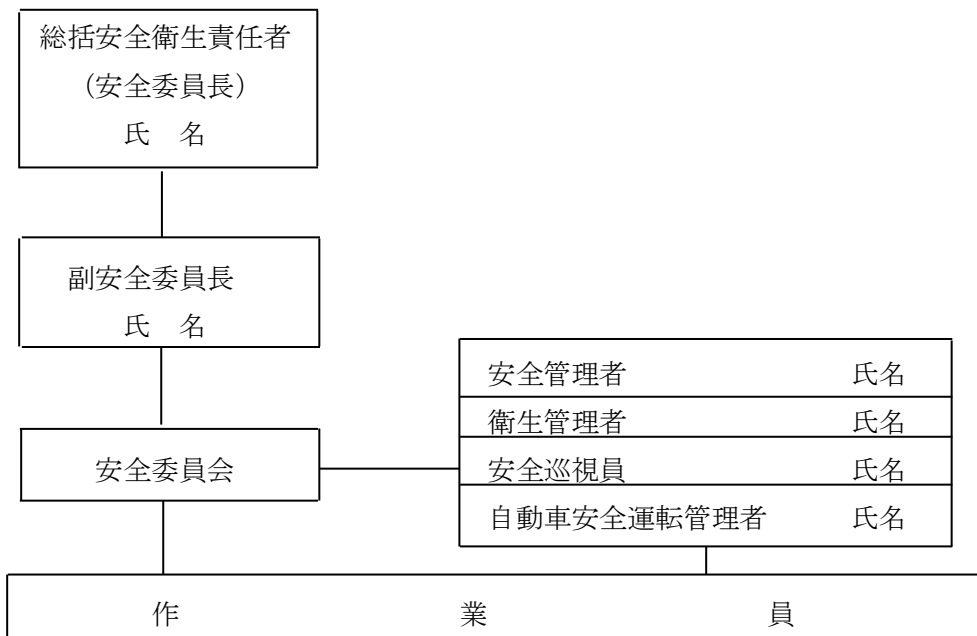 総括安全衛生責任者
(安全委員長)
氏 名
副安全委員長
氏 名
安全管理者 氏名
衛生管理者 氏名
安全委員会
安全巡視員 氏名
自動車安全運転管理者 氏名
作 業 員